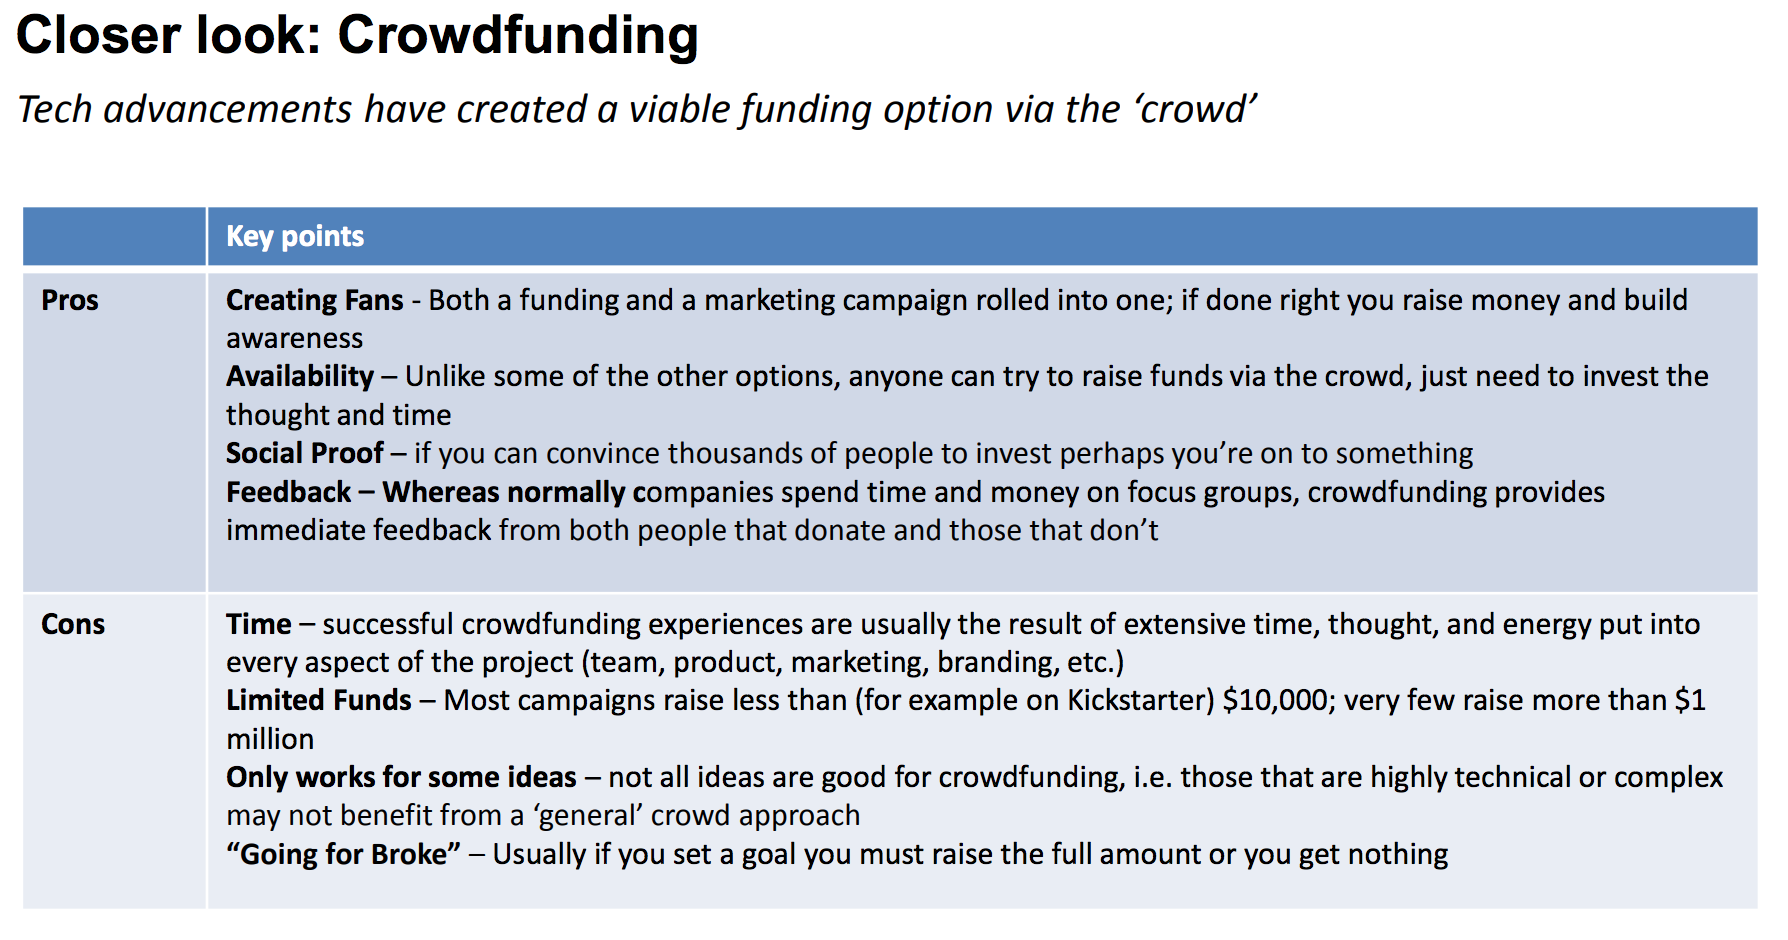 Closer look: Crowdfunding
Tech advancements have created a viable funding option via the ‘crowd’
Key points
Pros
Creating Fans - Both a funding and a marketing campaign rolled into one; if done right you raise money and build
awareness
Availability – Unlike some of the other options, anyone can try to raise funds via the crowd, just need to invest the
thought and time
Social Proof – if you can convince thousands of people to invest perhaps you’re on to something
Feedback – Whereas normally companies spend time and money on focus groups, crowdfunding provides
immediate feedback from both people that donate and those that don’t
Cons
Time – successful crowdfunding experiences are usually the result of extensive time, thought, and energy put into
every aspect of the project (team, product, marketing, branding, etc.)
Limited Funds – Most campaigns raise less than (for example on Kickstarter) $10,000; very few raise more than $1
million
Only works for some ideas – not all ideas are good for crowdfunding, i.e. those that are highly technical or complex
may not benefit from a ‘general’ crowd approach
“Going for Broke” – Usually if you set a goal you must raise the full amount or you get nothing